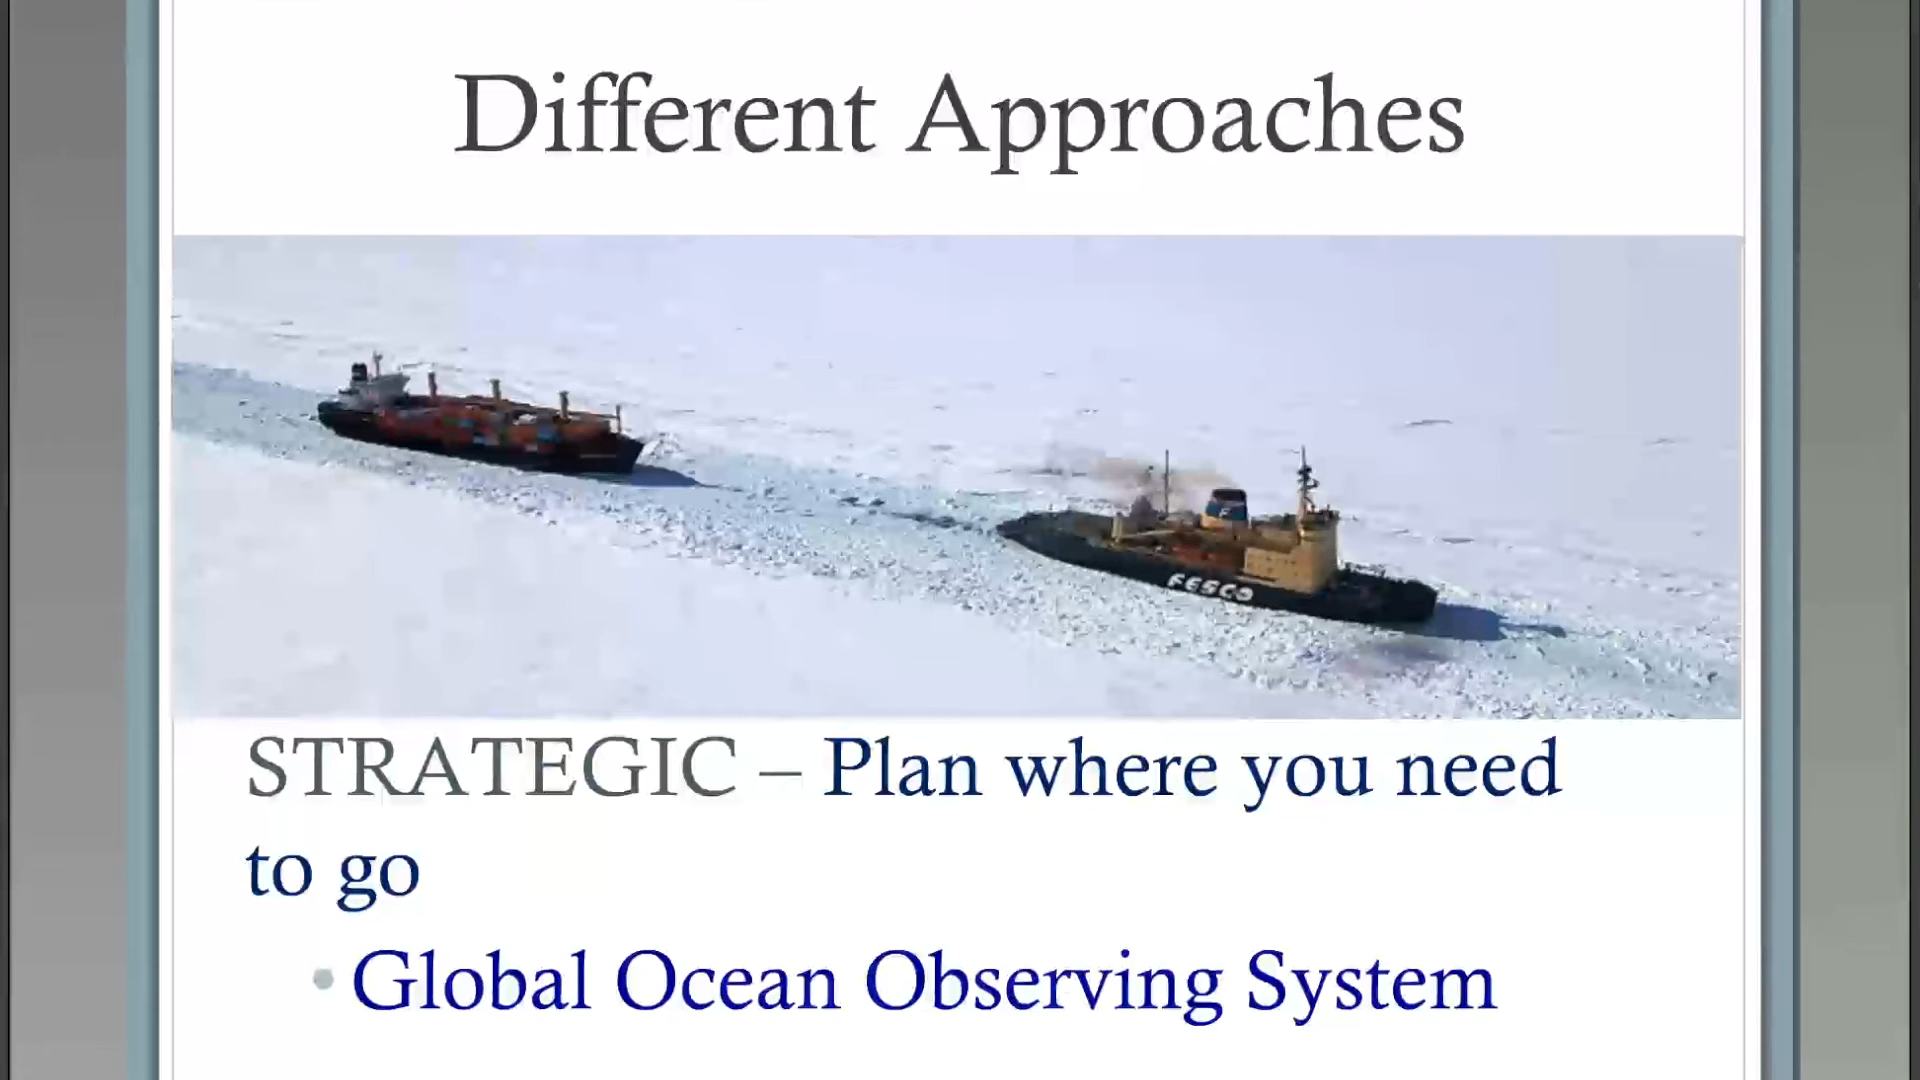 Different Approaches
F
FESCO
STRATEGIC – Plan where you need
to go
• Global Ocean Observing System